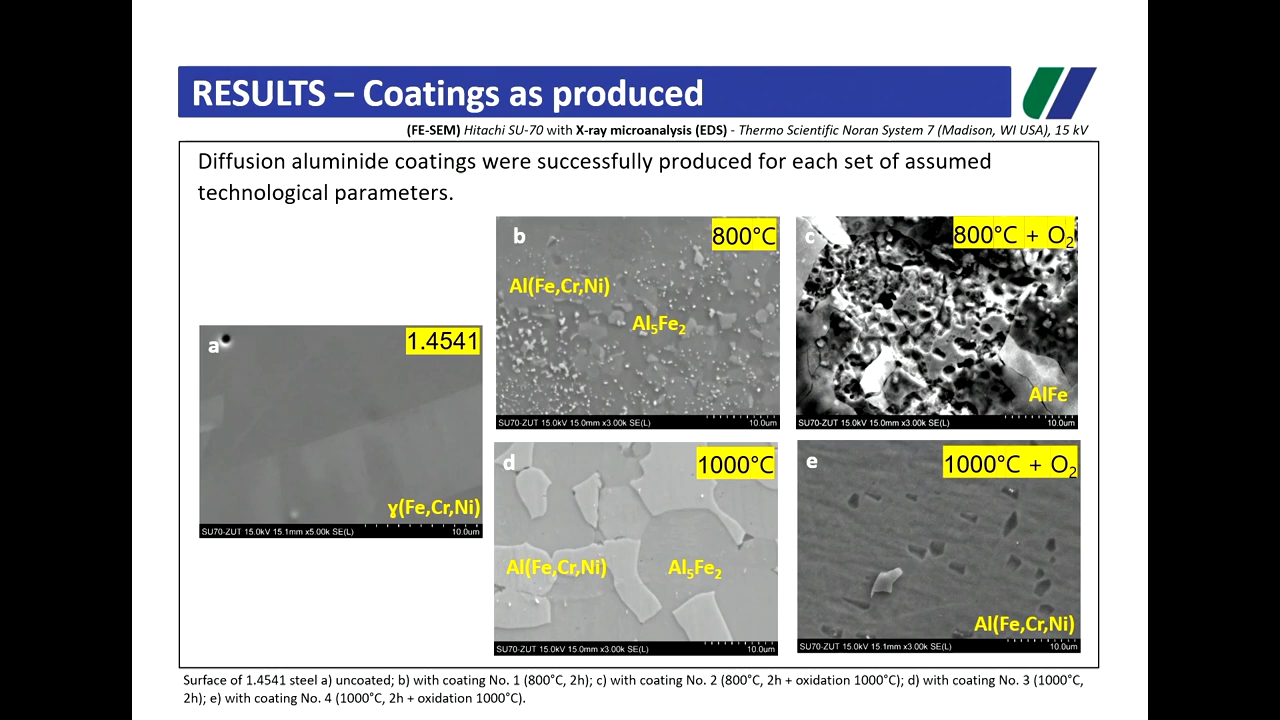 RESULTS – Coatings as produced
(FE-SEM) Hitachi SU-70 with X-ray microanalysis (EDS) - Thermo Scientific Noran System 7 (Madison, WI USA), 15 kV
Diffusion aluminide coatings were successfully produced for each set of assumed
technological parameters.
a
1.4541
ɣ(Fe,Cr,Ni)
SU70-ZUT 15.0kV 15.1mm x5.00k SE(L) 10.0um
b
800°C
Al(Fe,Cr,Ni)
Al₅Fe₂
SU70-ZUT 15.0kV 15.0mm x3.00k SE(L) 10.0um
c
800°C + O₂
AlFe
SU70-ZUT 15.0kV 15.0mm x3.00k SE(L) 10.0um
d
1000°C
Al(Fe,Cr,Ni)
Al₅Fe₂
SU70-ZUT 15.0kV 15.0mm x3.00k SE(L) 10.0um
e
1000°C + O₂
Al(Fe,Cr,Ni)
SU70-ZUT 15.0kV 15.1mm x3.00k SE(L) 10.0um
Surface of 1.4541 steel a) uncoated; b) with coating No. 1 (800°C, 2h); c) with coating No. 2 (800°C, 2h + oxidation 1000°C); d) with coating No. 3 (1000°C,
2h); e) with coating No. 4 (1000°C, 2h + oxidation 1000°C).